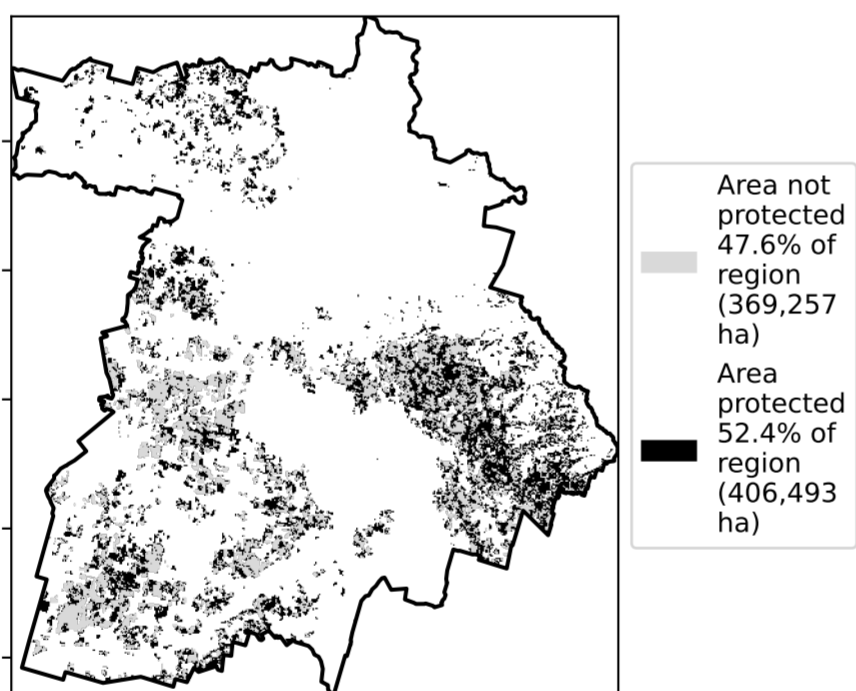 Area not
protected
47.6% of
region
(369,257
ha)
Area
protected
52.4% of
region
(406,493
ha)